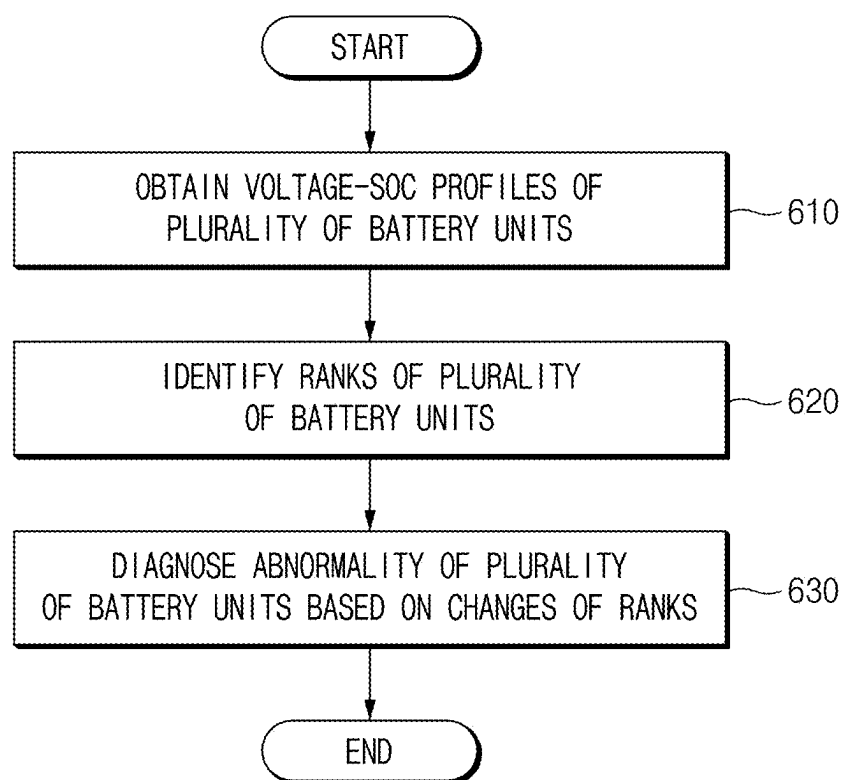 START
OBTAIN VOLTAGE-SOC PROFILES OF
PLURALITY OF BATTERY UNITS
610
IDENTIFY RANKS OF PLURALITY
OF BATTERY UNITS
620
DIAGNOSE ABNORMALITY OF PLURALITY
OF BATTERY UNITS BASED ON CHANGES OF RANKS
630
END